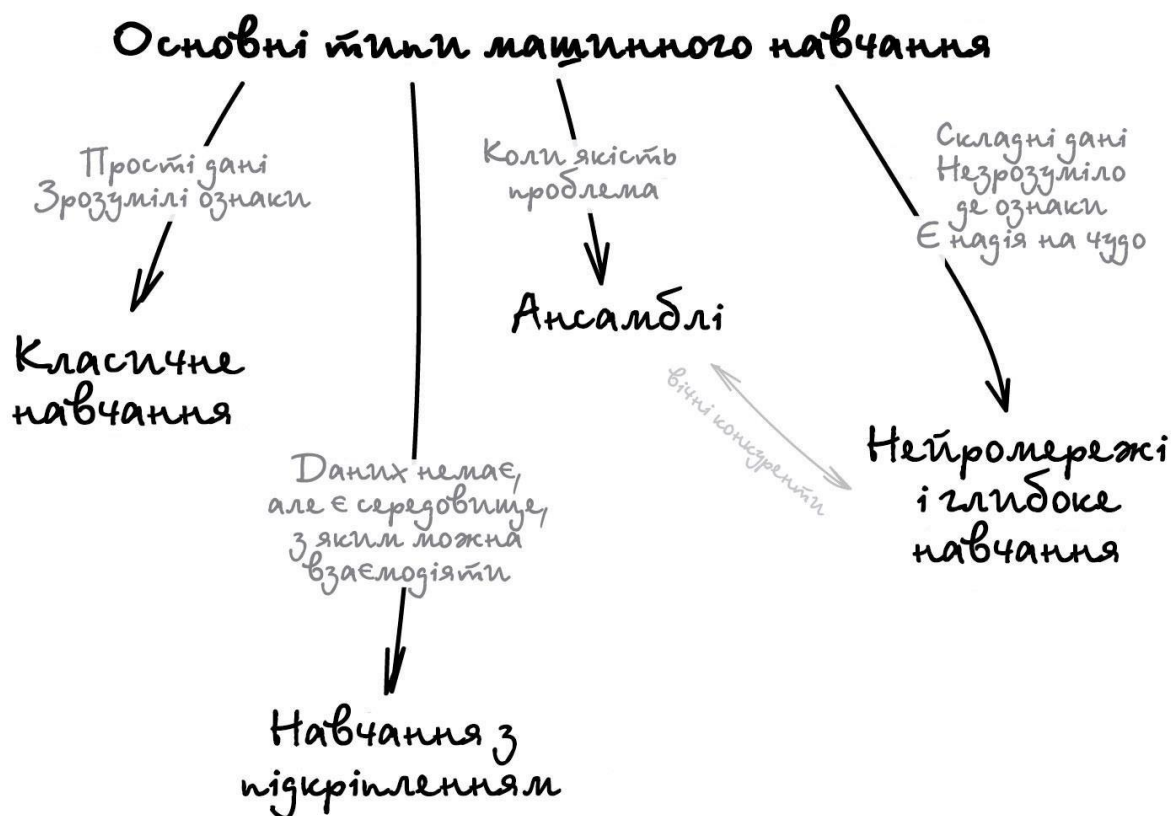 Основні типи машинного навчання
Прості дані
Зрозумілі ознаки
Класичне
навчання
Даних немає,
але є середовище,
з яким можна
взаємодіяти
Навчання з
підкріпленням
Коли якість
проблема
Ансамблі
вічні конкуренти
Складні дані
Незрозуміло
де ознаки
Є надія на чудо
Нейромережі
і глибоке
навчання